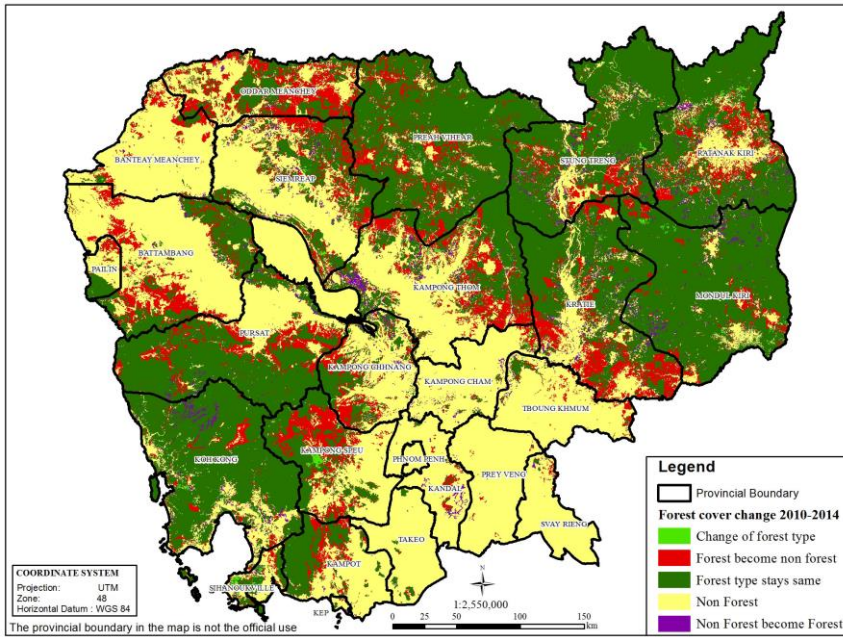 ODDAR MEANCHEY
PREAH VIHEAR
STUNG TRENG
RATANAK KIRI
BANTEAY MEANCHEY
SIEMREAP
BATTAMBANG
PAILIN
KAMPONG THOM
KRATIE
MONDUL KIRI
PURSAT
KAMPONG CHHNANG
KAMPONG CHAM
TBOUNG KHMUM
KOH KONG
KAMPONG SPEU
PHNOM PENH
KANDAL
PREY VENG
SVAY RIENG
TAKEO
KAMPOT
SIHANOUKVILLE
KEP
Legend
Provincial Boundary
Forest cover change 2010-2014
Change of forest type
Forest become non forest
Forest type stays same
Non Forest
Non Forest become Forest
COORDINATE SYSTEM
Projection: UTM
Zone: 48
Horizontal Datum : WGS 84
The provincial boundary in the map is not the official use
N
1:2,550,000
0 25 50 100 150
km